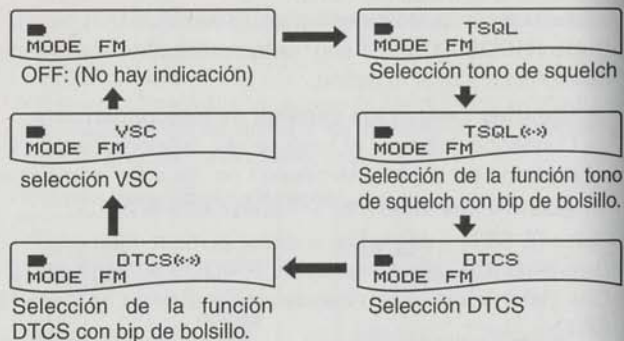 MODE FM
OFF: (No hay indicación)
TSQL
MODE FM
Selección tono de squelch
TSQL((·))
MODE FM
Selección de la función tono
de squelch con bip de bolsillo.
DTCS
MODE FM
Selección DTCS
DTCS((·))
MODE FM
Selección de la función
DTCS con bip de bolsillo.
VSC
MODE FM
selección VSC